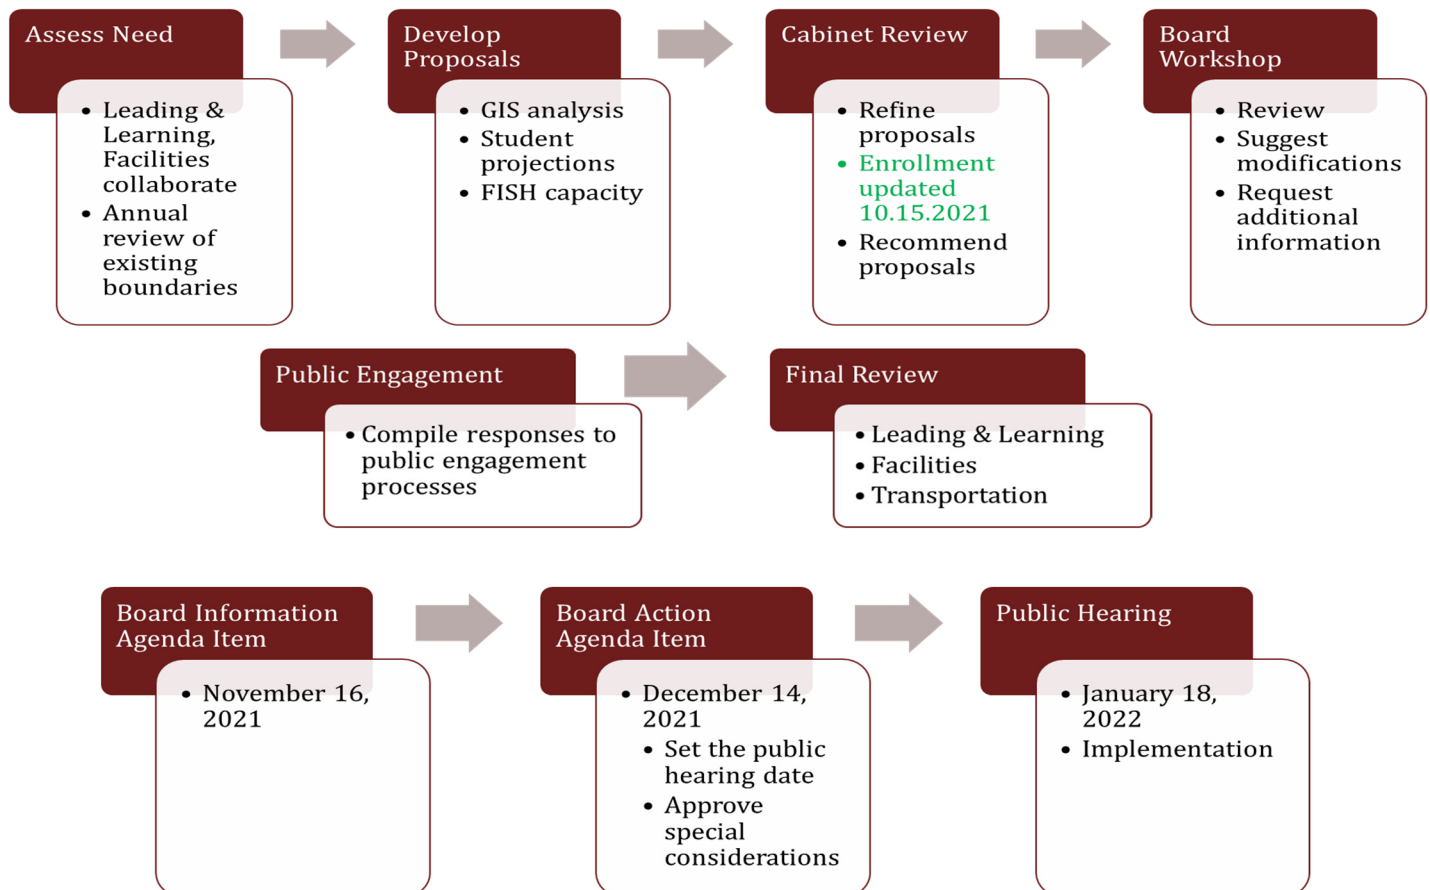 Assess Need
• Leading &
Learning,
Facilities
collaborate
• Annual
review of
existing
boundaries
Develop
Proposals
• GIS analysis
• Student
projections
• FISH capacity
Cabinet Review
• Refine
proposals
• Enrollment
updated
10.15.2021
• Recommend
proposals
Board
Workshop
• Review
• Suggest
modifications
• Request
additional
information
Public Engagement
• Compile responses to
public engagement
processes
Final Review
• Leading & Learning
• Facilities
• Transportation
Board Information
Agenda Item
• November 16,
2021
Board Action
Agenda Item
• December 14,
2021
• Set the public
hearing date
• Approve
special
considerations
Public Hearing
• January 18,
2022
• Implementation